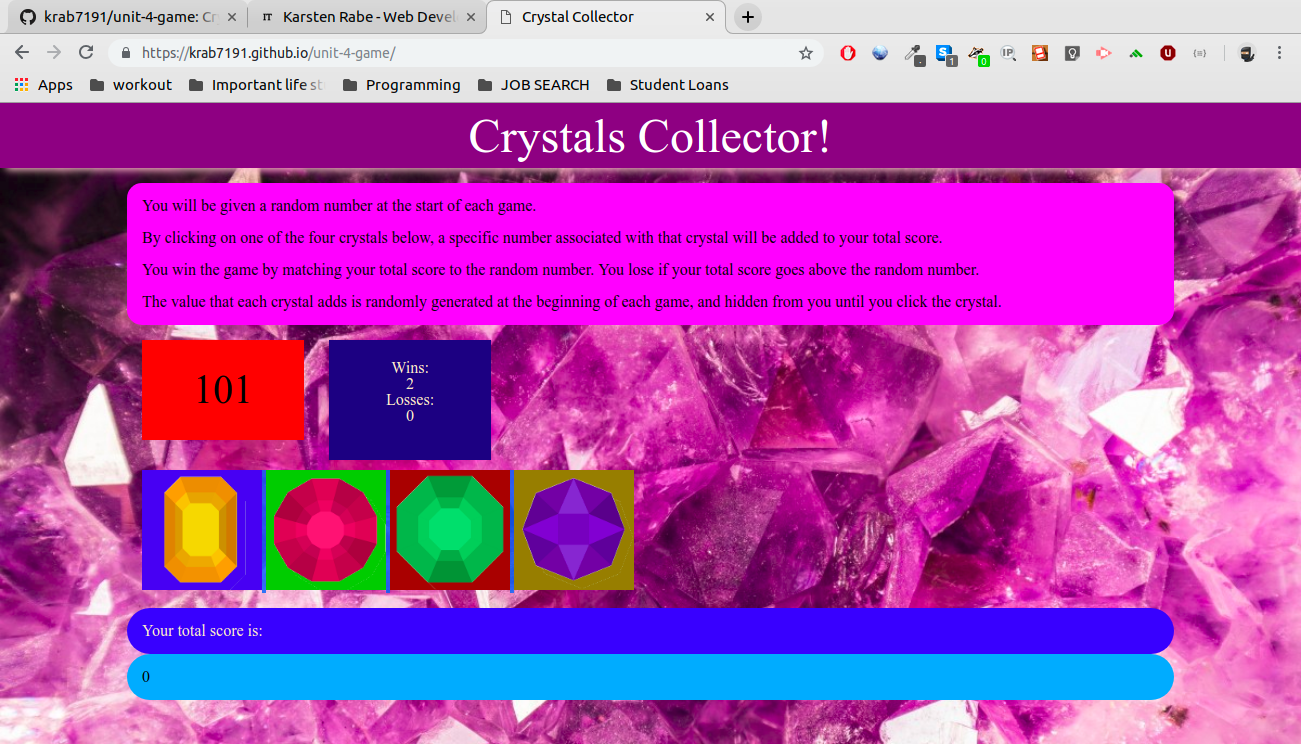 krab7191/unit-4-game: Cr
IT Karsten Rabe - Web Devel
Crystal Collector
https://krab7191.github.io/unit-4-game/
1
0
IP
Apps
workout
Important life st
Programming
JOB SEARCH
Student Loans
Crystals Collector!
You will be given a random number at the start of each game.
By clicking on one of the four crystals below, a specific number associated with that crystal will be added to your total score.
You win the game by matching your total score to the random number. You lose if your total score goes above the random number.
The value that each crystal adds is randomly generated at the beginning of each game, and hidden from you until you click the crystal.
101
Wins:
2
Losses:
0
Your total score is:
0